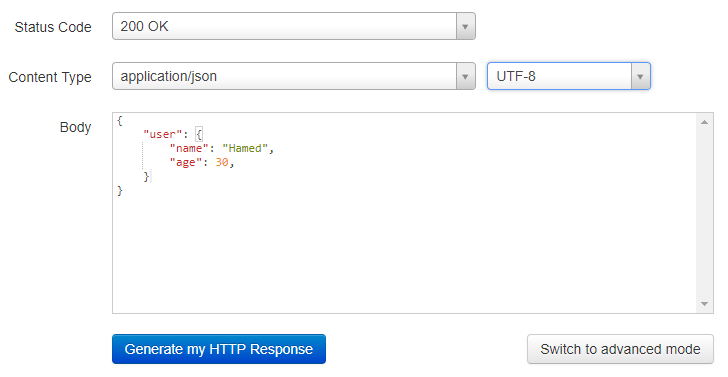 Status Code 200 OK
Content Type application/json UTF-8
Body {
"user": {
"name": "Hamed",
"age": 30,
}
}
Generate my HTTP Response Switch to advanced mode